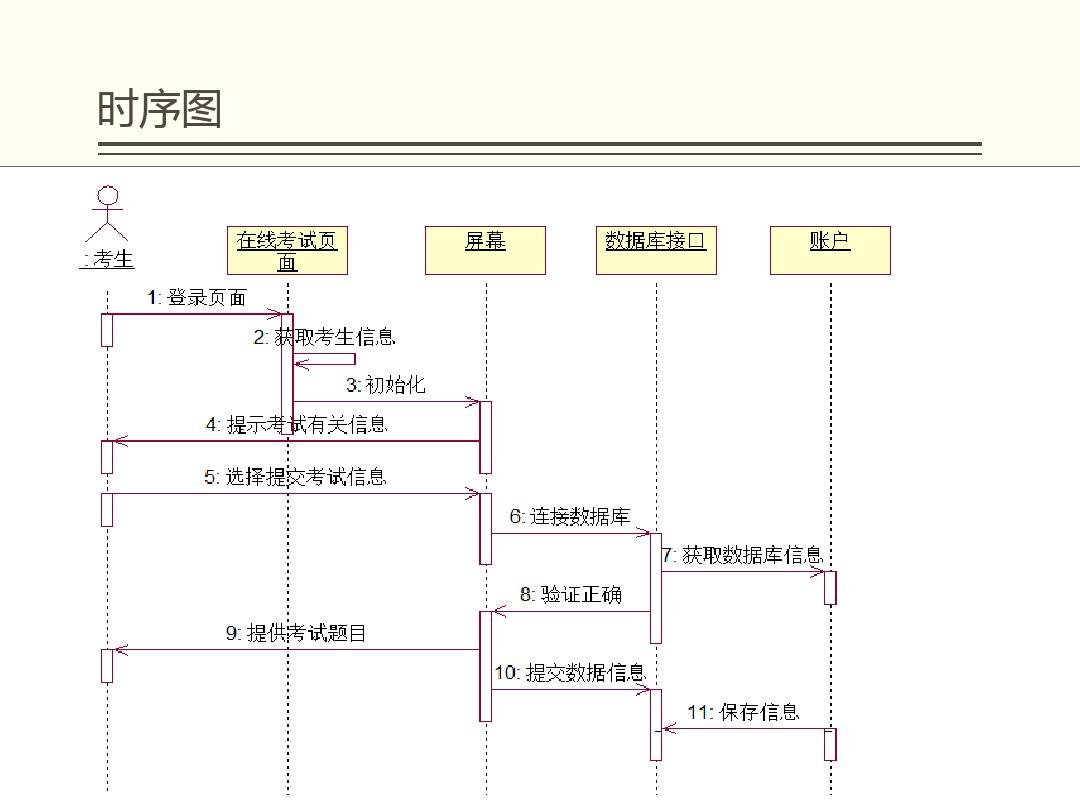 时序图
: 考生
在线考试页
面
屏幕
数据库接口
账户
1: 登录页面
2: 获取考生信息
3: 初始化
4: 提示考试有关信息
5: 选择提交考试信息
6: 连接数据库
7: 获取数据库信息
8: 验证正确
9: 提供考试题目
10: 提交数据信息
11: 保存信息